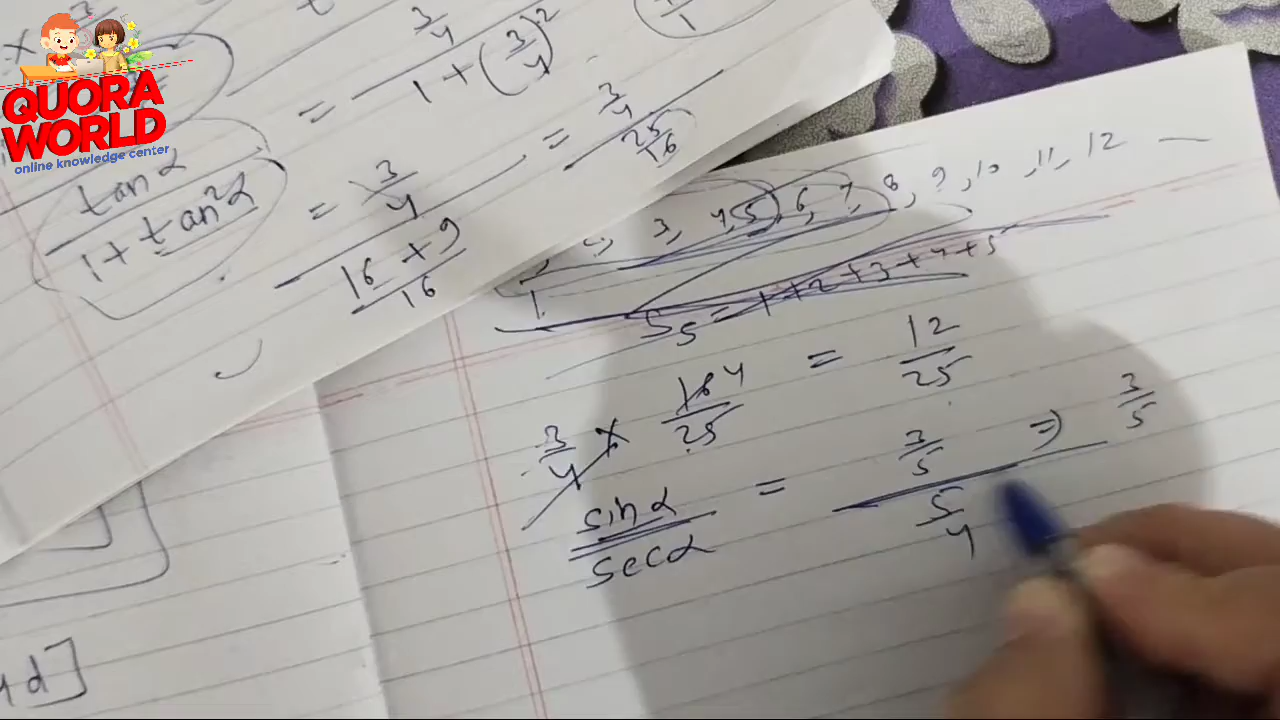 QUORA
WORLD
online knowledge center
3/4
= ———
1 + (3/4)²
tanα / 1 + tan²α
= 3/4 / (16 + 9)/16
= 3/4 / 25/16
3, 4, 5, 6, 7, 8, 9, 10, 11, 12 —
1
S₅ = 1 + 2 + 3 + 4 + 5
3/4 × 16 4/25 = 12/25
sinα / secα = 3/5 / 5/4 ⇒ 3/5
d]